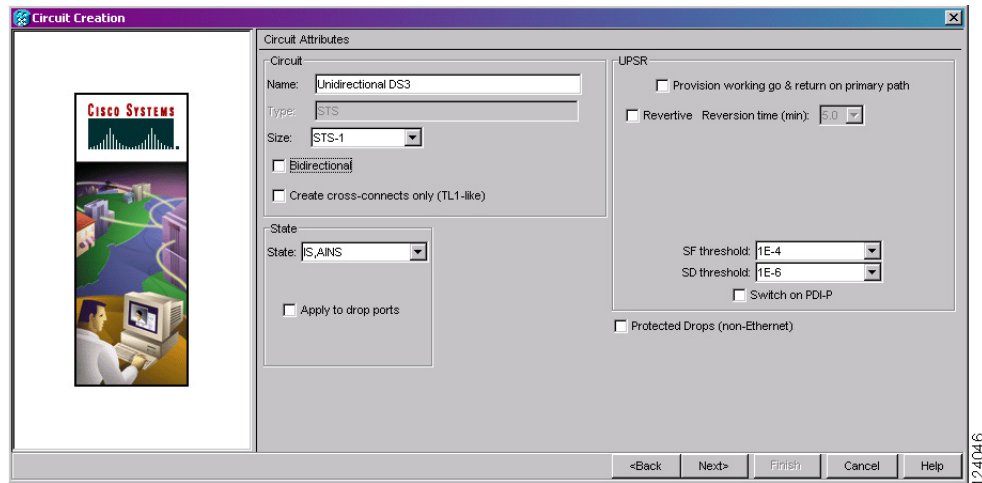 Circuit Creation
CISCO SYSTEMS
Circuit Attributes
Circuit
Name: Unidirectional DS3
Type: STS
Size: STS-1
Bidirectional
Create cross-connects only (TL1-like)
State
State: IS,AINS
Apply to drop ports
UPSR
Provision working go & return on primary path
Revertive Reversion time (min): 5.0
SF threshold: 1E-4
SD threshold: 1E-6
Switch on PDI-P
Protected Drops (non-Ethernet)
<Back Next> Finish Cancel Help
124046